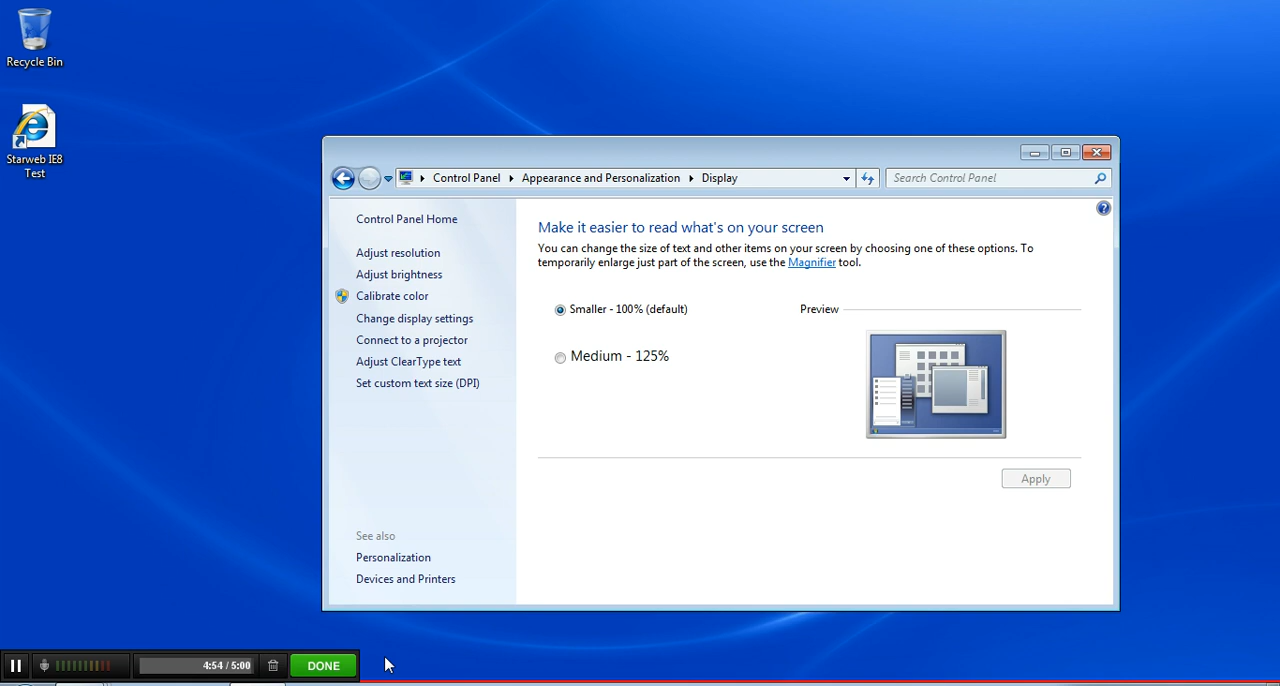 Recycle Bin
Starweb IE8
Test
Control Panel
Appearance and Personalization
Display
Search Control Panel
Control Panel Home
Adjust resolution
Adjust brightness
Calibrate color
Change display settings
Connect to a projector
Adjust ClearType text
Set custom text size (DPI)
See also
Personalization
Devices and Printers
Make it easier to read what's on your screen
You can change the size of text and other items on your screen by choosing one of these options. To
temporarily enlarge just part of the screen, use the Magnifier tool.
Smaller - 100% (default)
Preview
Medium - 125%
Apply
4:54 / 5:00
DONE